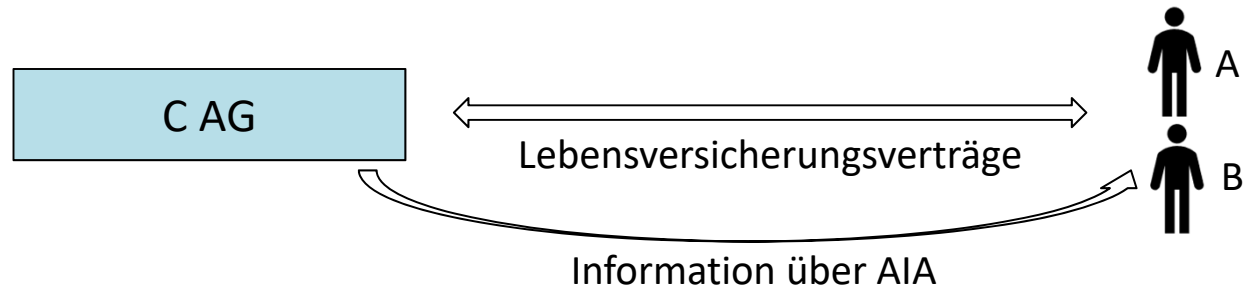 A
C AG
Lebensversicherungsverträge
B
Information über AIA